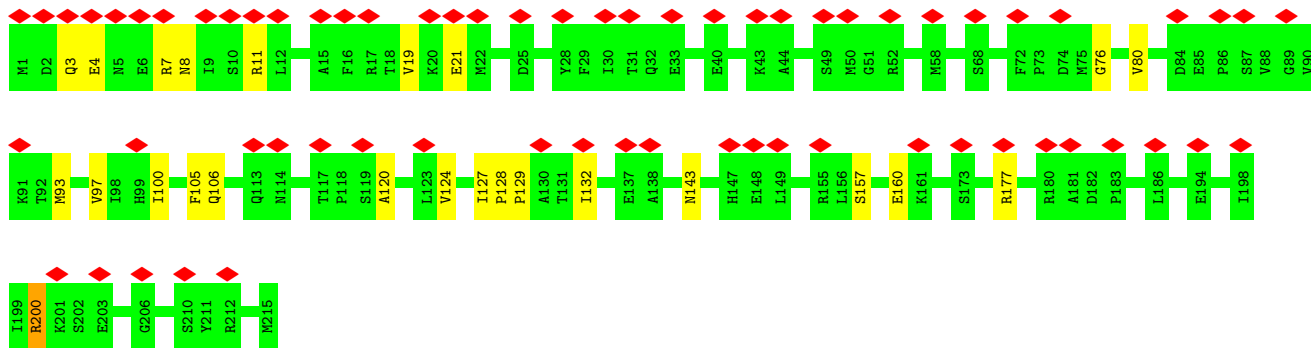 M1 D2 Q3 E4 N5 E6 R7 N8 I9 S10 R11 L12 A15 F16 R17 T18 V19 K20 E21 M22 D25 Y28 F29 I30 T31 Q32 E33 E40 K43 A44 S49 M50 G51 R52 M58 S68 F72 P73 D74 M75 G76 V80 D84 E85 P86 S87 V88 G89 V90
K91 T92 M93 V97 I98 H99 I100 F105 Q106 Q113 N114 T117 P118 S119 A120 L123 V124 I127 P128 P129 A130 T131 I132 E137 A138 N143 H147 E148 L149 R155 L156 S157 E160 K161 S173 R177 R180 A181 D182 P183 L186 E194 I198
I199 R200 K201 S202 E203 G206 S210 Y211 R212 M215